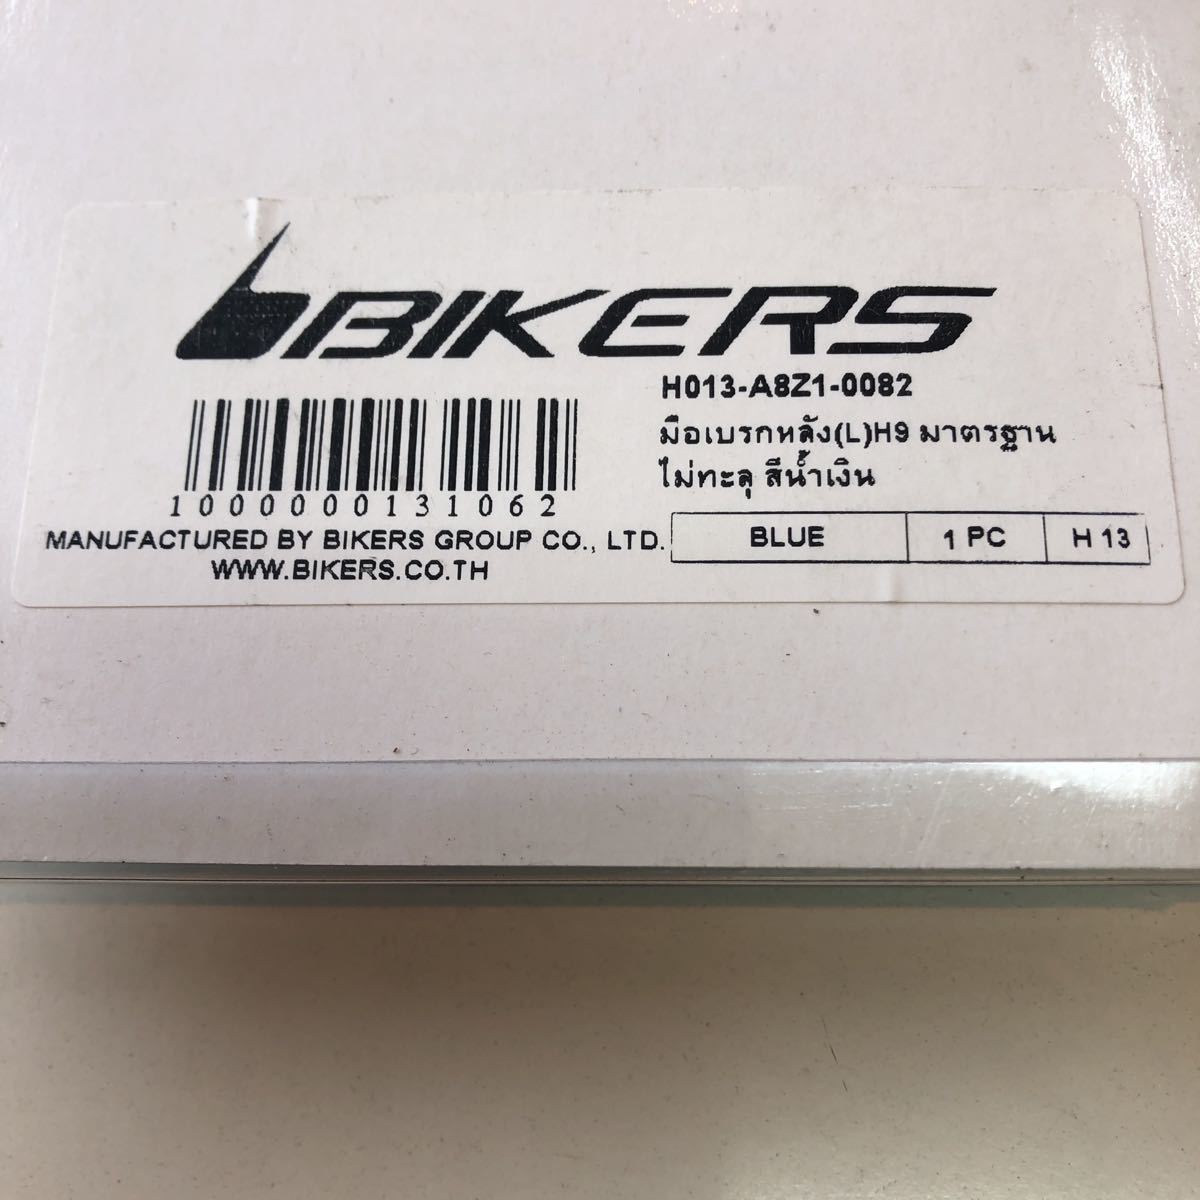 BIKERS
H013-A8Z1-0082
มือเบรกหลัง(L)H9 มาตรฐาน
ไม่ทะลุ สีน้ำเงิน
1000000131062
MANUFACTURED BY BIKERS GROUP CO., LTD.
WWW.BIKERS.CO.TH
BLUE 1 PC H 13